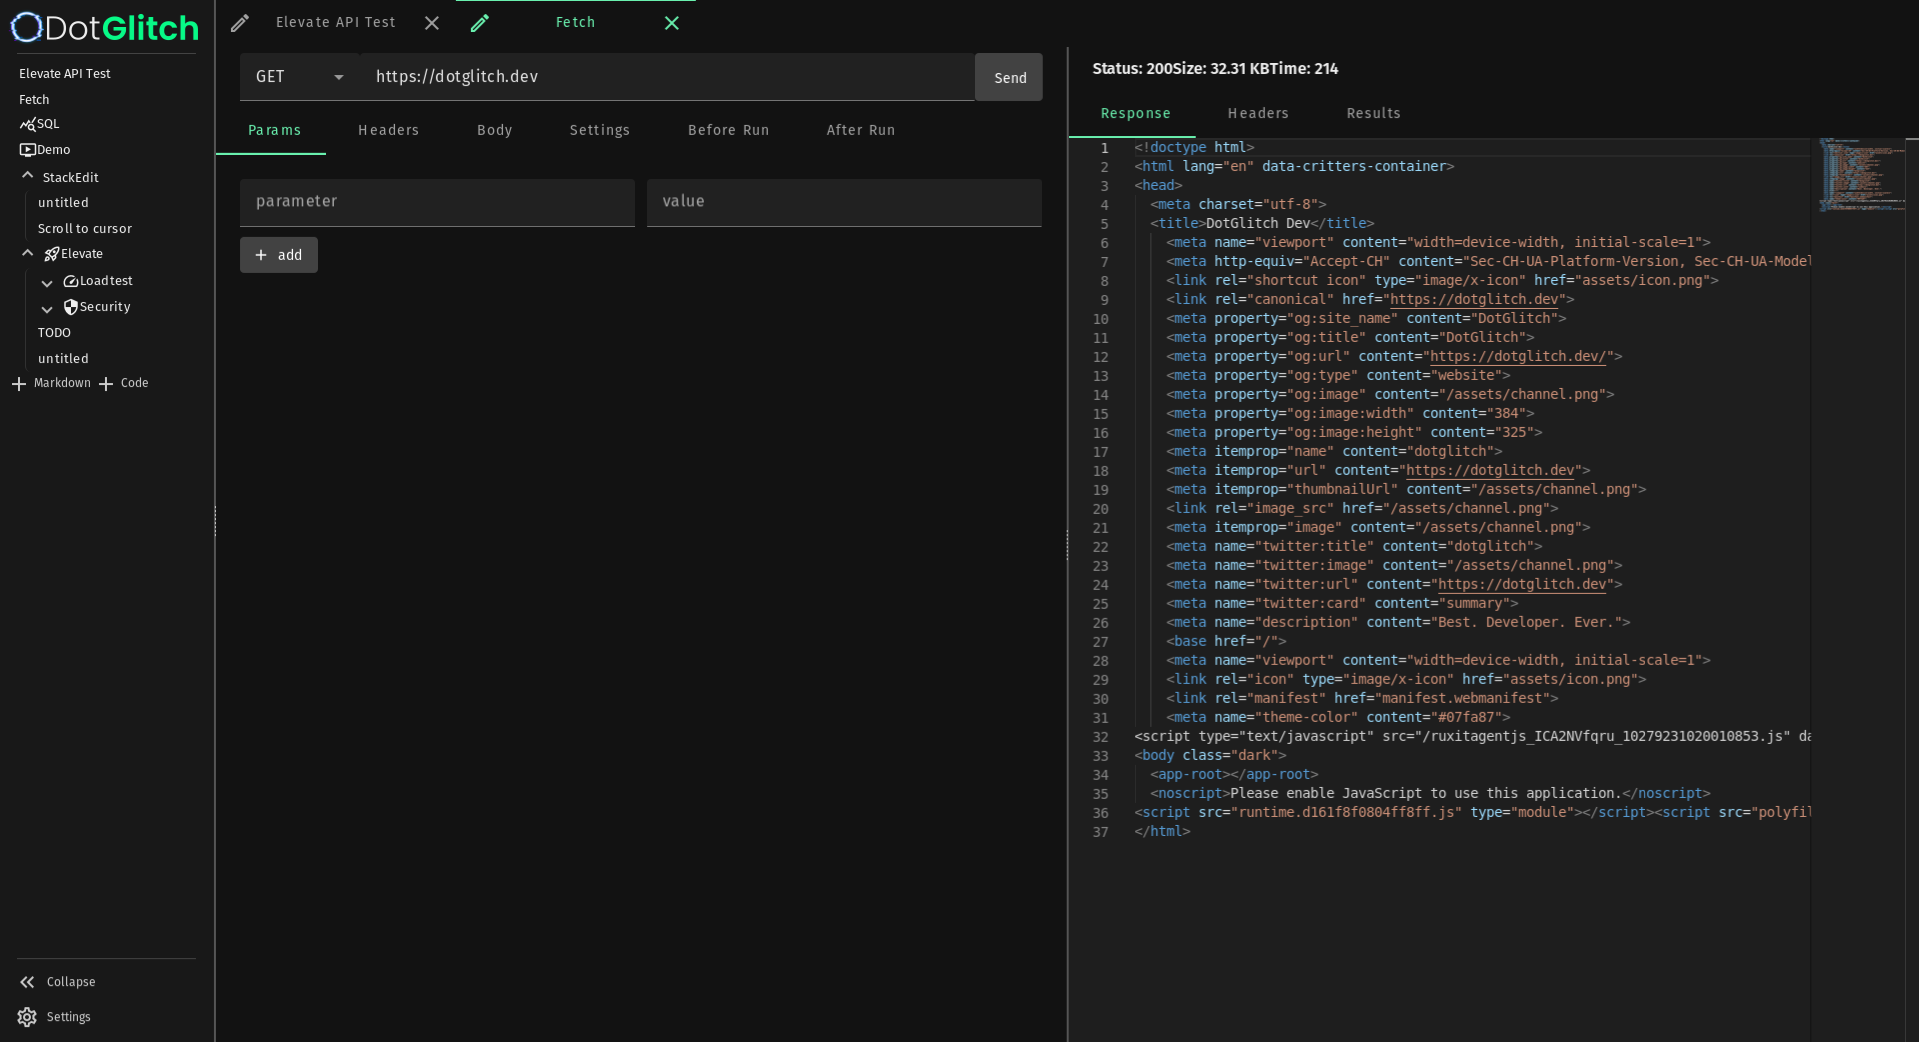 DotGlitch
Elevate API Test
Fetch
SQL
Demo
StackEdit
untitled
Scroll to cursor
Elevate
Loadtest
Security
TODO
untitled
Markdown
Code
Collapse
Settings
Elevate API Test
Fetch
GET
https://dotglitch.dev
Send
Params Headers Body Settings Before Run After Run
parameter value
add
Status: 200Size: 32.31 KBTime: 214
Response Headers Results
1 <!doctype html>
2 <html lang="en" data-critters-container>
3 <head>
4 <meta charset="utf-8">
5 <title>DotGlitch Dev</title>
6 <meta name="viewport" content="width=device-width, initial-scale=1">
7 <meta http-equiv="Accept-CH" content="Sec-CH-UA-Platform-Version, Sec-CH-UA-Model
8 <link rel="shortcut icon" type="image/x-icon" href="assets/icon.png">
9 <link rel="canonical" href="https://dotglitch.dev">
10 <meta property="og:site_name" content="DotGlitch">
11 <meta property="og:title" content="DotGlitch">
12 <meta property="og:url" content="https://dotglitch.dev/">
13 <meta property="og:type" content="website">
14 <meta property="og:image" content="/assets/channel.png">
15 <meta property="og:image:width" content="384">
16 <meta property="og:image:height" content="325">
17 <meta itemprop="name" content="dotglitch">
18 <meta itemprop="url" content="https://dotglitch.dev">
19 <meta itemprop="thumbnailUrl" content="/assets/channel.png">
20 <link rel="image_src" href="/assets/channel.png">
21 <meta itemprop="image" content="/assets/channel.png">
22 <meta name="twitter:title" content="dotglitch">
23 <meta name="twitter:image" content="/assets/channel.png">
24 <meta name="twitter:url" content="https://dotglitch.dev">
25 <meta name="twitter:card" content="summary">
26 <meta name="description" content="Best. Developer. Ever.">
27 <base href="/">
28 <meta name="viewport" content="width=device-width, initial-scale=1">
29 <link rel="icon" type="image/x-icon" href="assets/icon.png">
30 <link rel="manifest" href="manifest.webmanifest">
31 <meta name="theme-color" content="#07fa87">
32 <script type="text/javascript" src="/ruxitagentjs_ICA2NVfqru_10279231020010853.js" da
33 <body class="dark">
34 <app-root></app-root>
35 <noscript>Please enable JavaScript to use this application.</noscript>
36 <script src="runtime.d161f8f0804ff8ff.js" type="module"></script><script src="polyfil
37 </html>